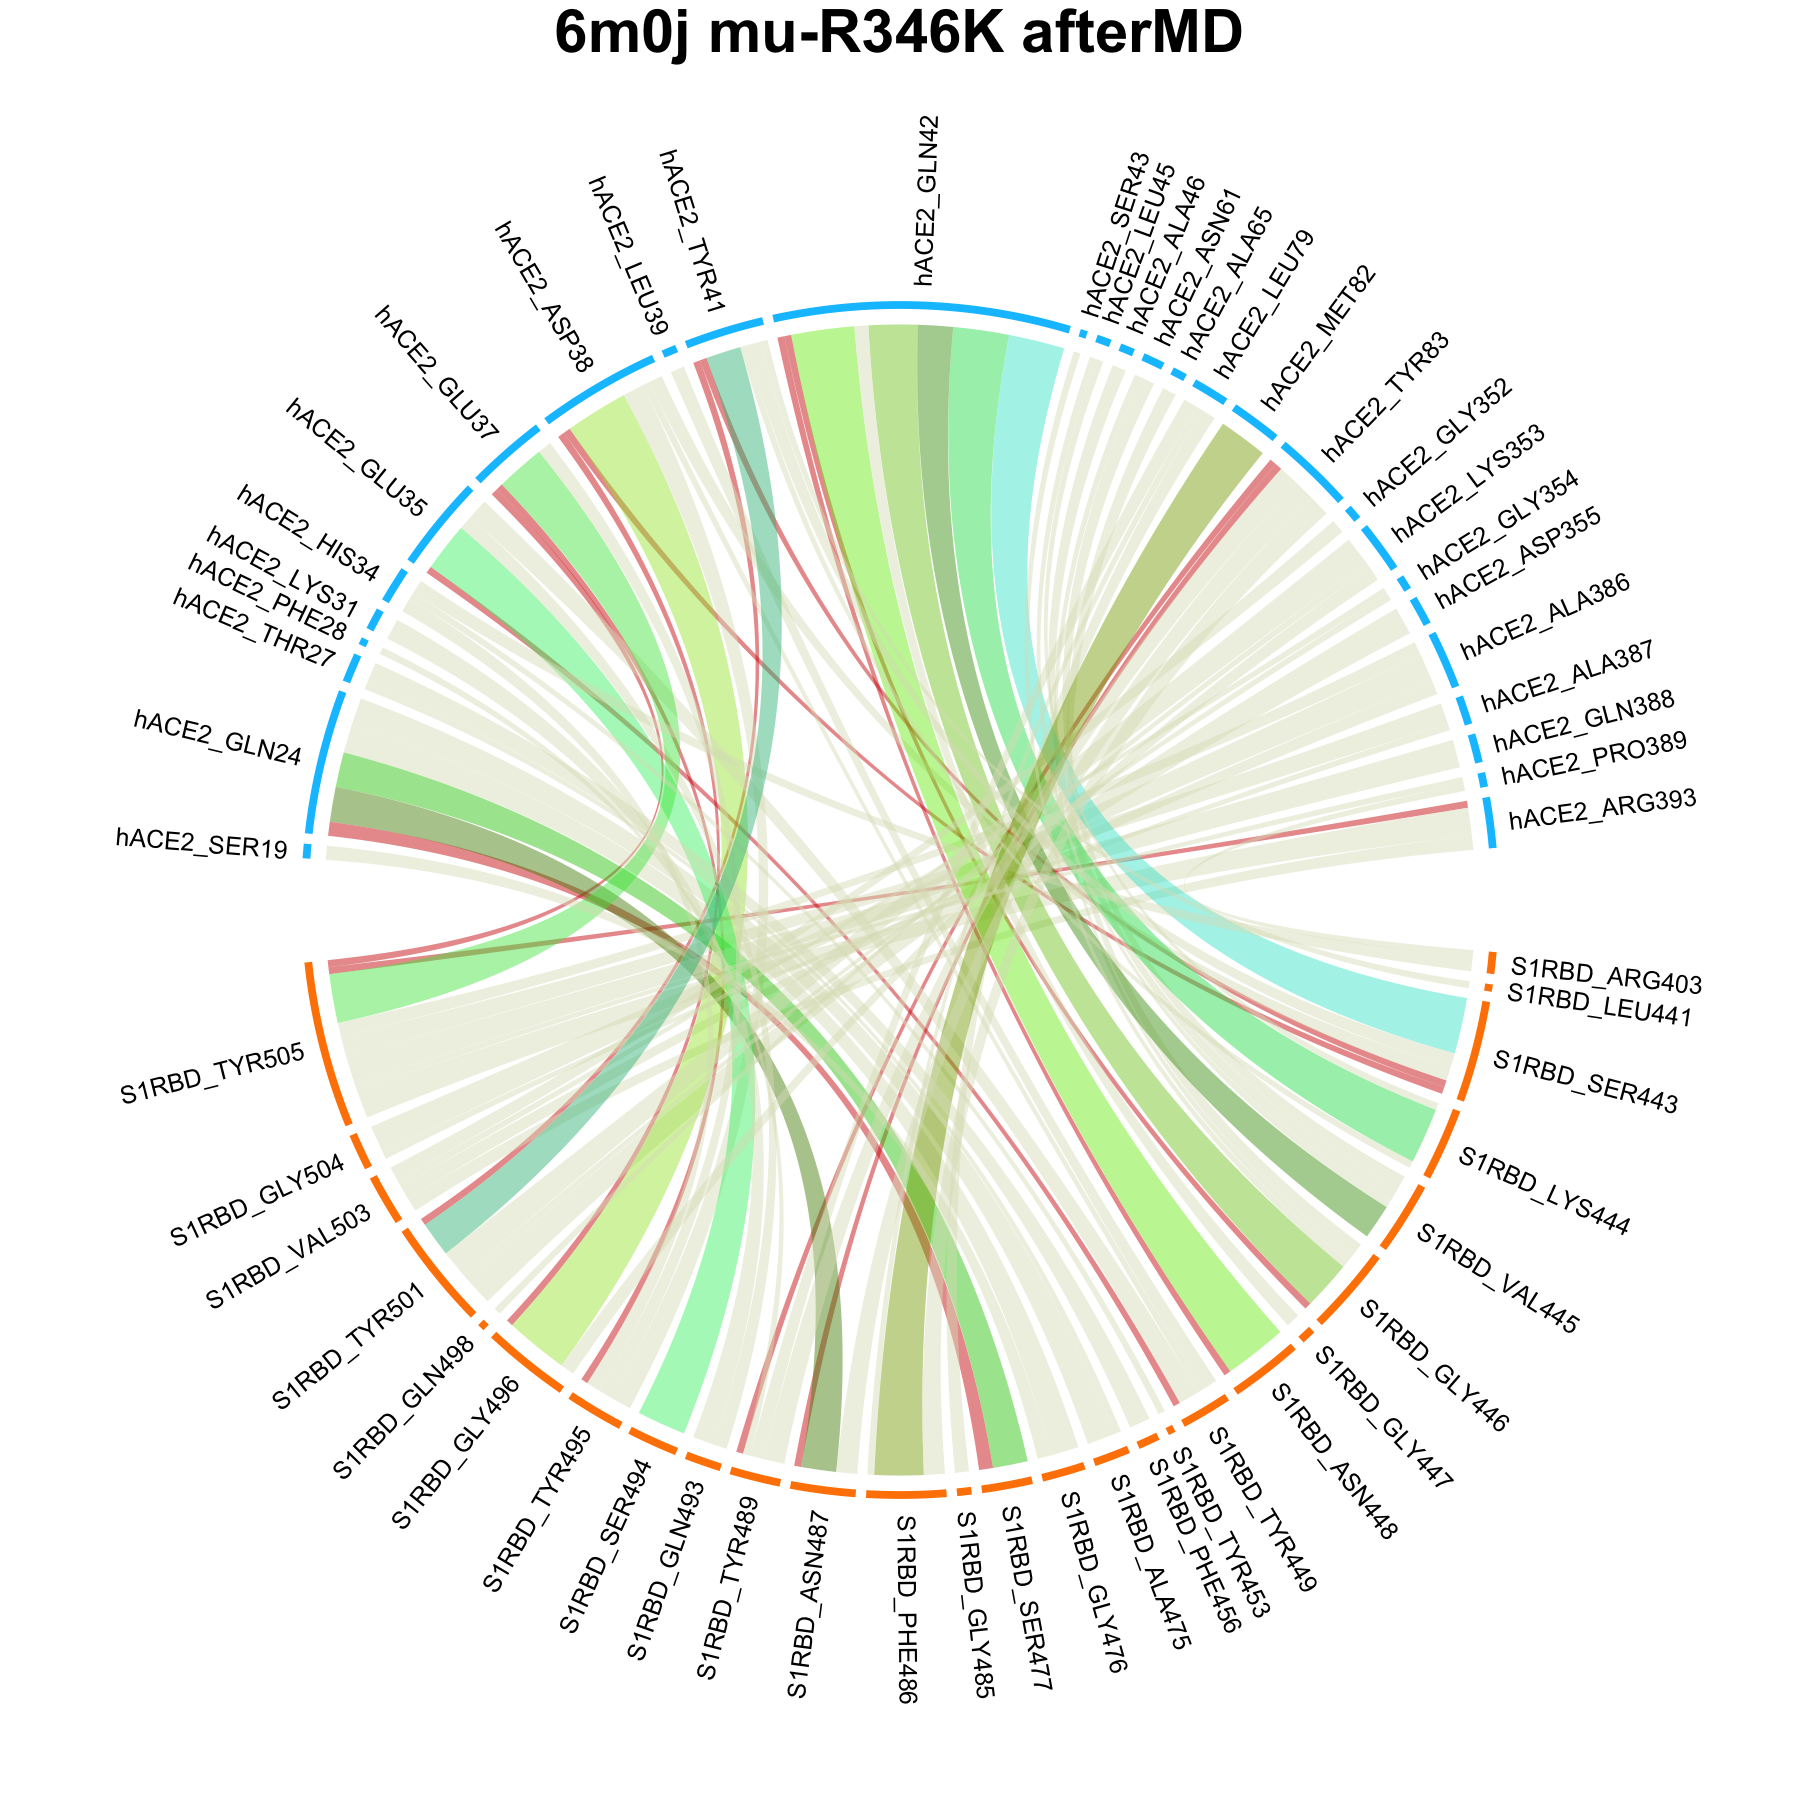 6m0j mu-R346K afterMD
hACE2_SER19
hACE2_GLN24
hACE2_THR27
hACE2_PHE28
hACE2_LYS31
hACE2_HIS34
hACE2_GLU35
hACE2_GLU37
hACE2_ASP38
hACE2_LEU39
hACE2_TYR41
hACE2_GLN42
hACE2_SER43
hACE2_LEU45
hACE2_ALA46
hACE2_ASN61
hACE2_ALA65
hACE2_LEU79
hACE2_MET82
hACE2_TYR83
hACE2_GLY352
hACE2_LYS353
hACE2_GLY354
hACE2_ASP355
hACE2_ALA386
hACE2_ALA387
hACE2_GLN388
hACE2_PRO389
hACE2_ARG393
S1RBD_ARG403
S1RBD_LEU441
S1RBD_SER443
S1RBD_LYS444
S1RBD_VAL445
S1RBD_GLY446
S1RBD_GLY447
S1RBD_ASN448
S1RBD_TYR449
S1RBD_TYR453
S1RBD_PHE456
S1RBD_ALA475
S1RBD_GLY476
S1RBD_SER477
S1RBD_GLY485
S1RBD_PHE486
S1RBD_ASN487
S1RBD_TYR489
S1RBD_GLN493
S1RBD_SER494
S1RBD_TYR495
S1RBD_GLY496
S1RBD_GLN498
S1RBD_TYR501
S1RBD_VAL503
S1RBD_GLY504
S1RBD_TYR505